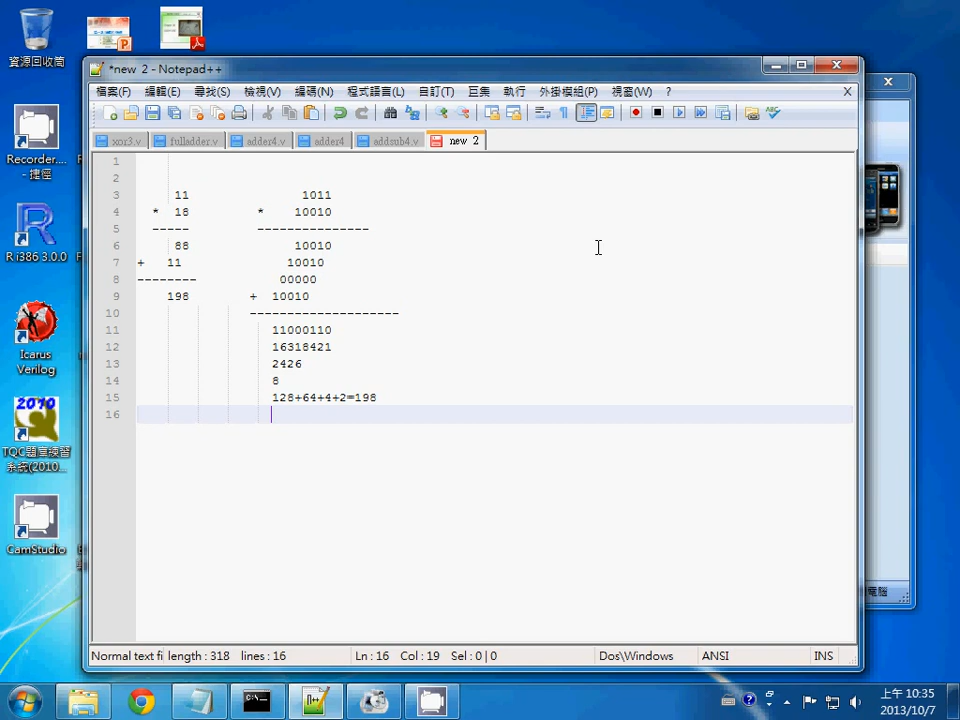 資源回收筒
Recorder....
- 捷徑
R i386 3.0.0
Icarus
Verilog
2010
TQC題庫練習
系統(2010...
CamStudio
*new 2 - Notepad++
檔案(F) 編輯(E) 尋找(S) 檢視(V) 編碼(N) 程式語言(L) 自訂(T) 巨集 執行 外掛模組(P) 視窗(W) ? X
xor3.v fulladder.v adder4.v adder4 addsub4.v new 2
1
2
3 11 1011
4 * 18 * 10010
5 ----- ---------------
6 88 10010
7 + 11 10010
8 -------- 00000
9 198 + 10010
10 --------------------
11 11000110
12 16318421
13 2426
14 8
15 128+64+4+2=198
16
Normal text fi length : 318 lines : 16 Ln : 16 Col : 19 Sel : 0 | 0 Dos\Windows ANSI INS
電腦
上午 10:35
2013/10/7